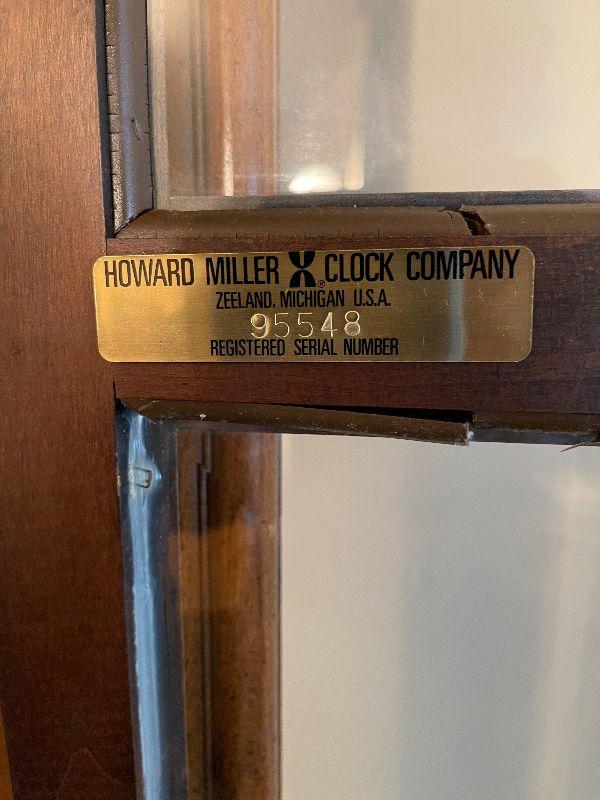 HOWARD MILLER ® CLOCK COMPANY
ZEELAND, MICHIGAN U.S.A.
95548
REGISTERED SERIAL NUMBER